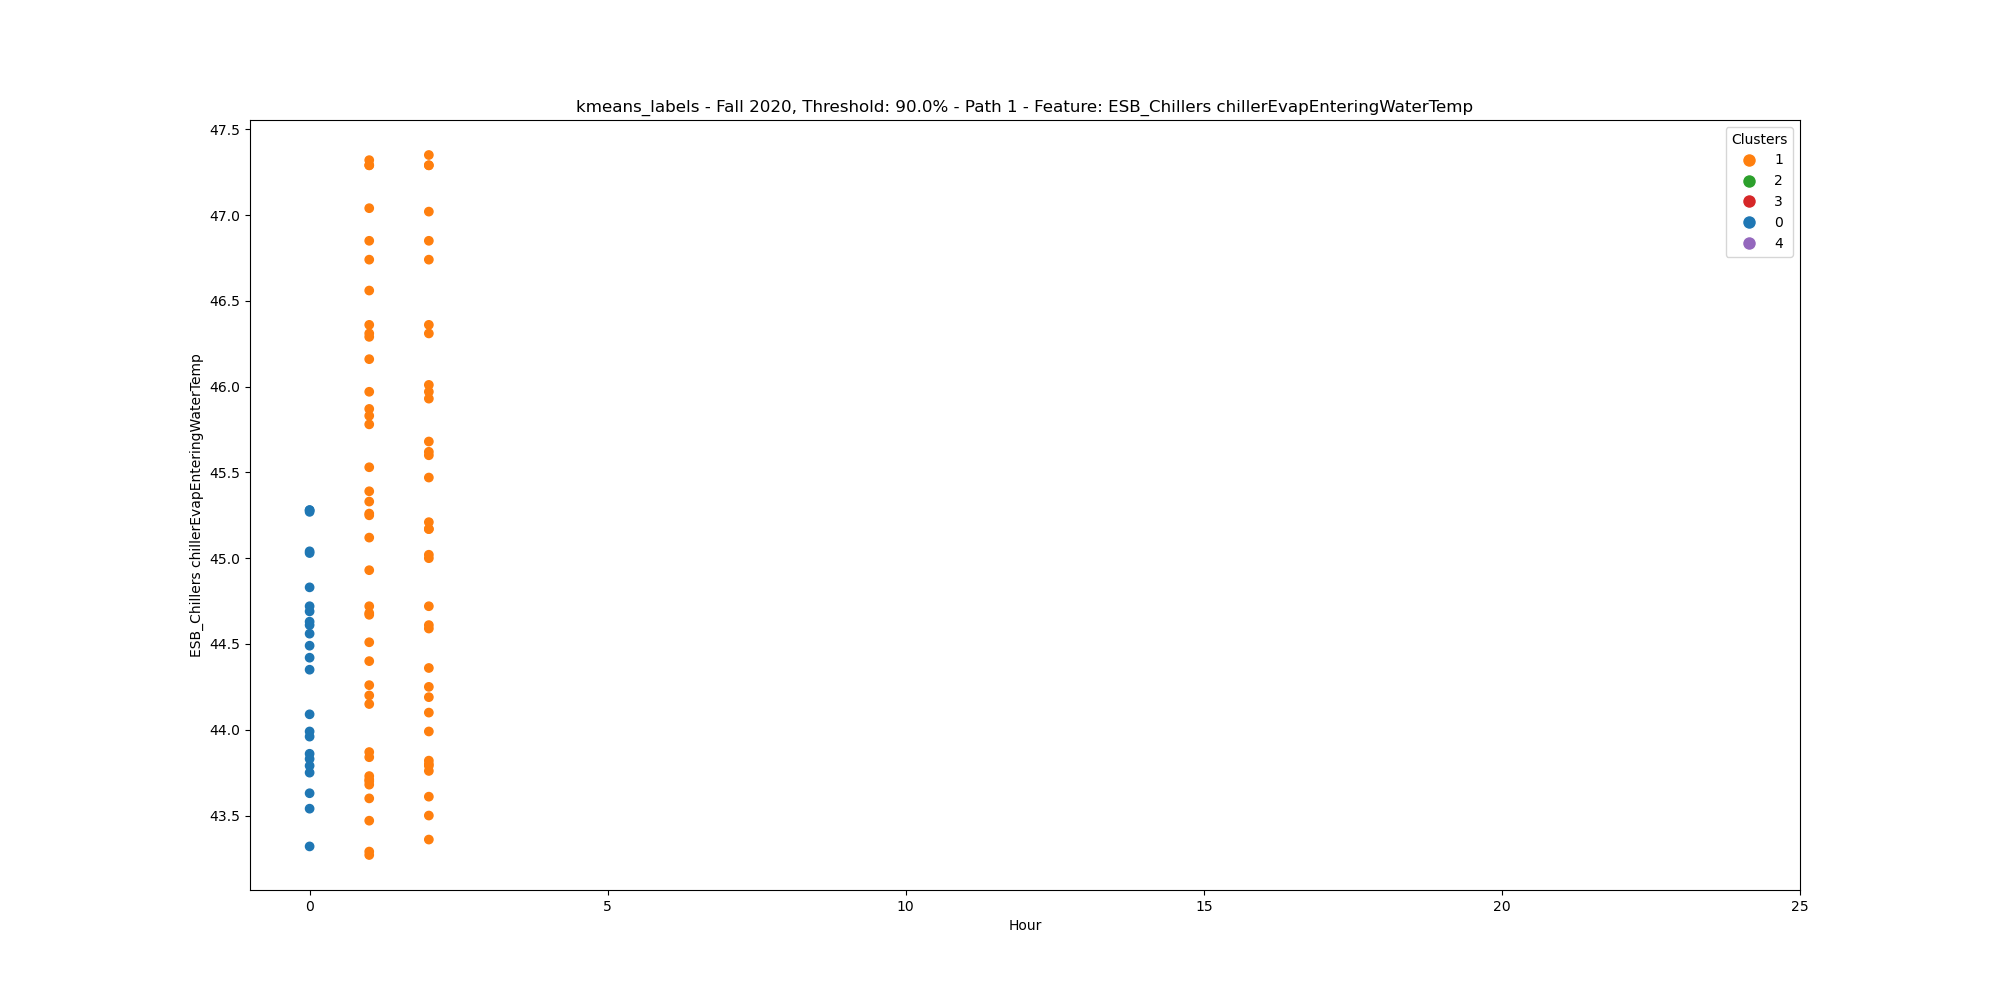 kmeans_labels - Fall 2020, Threshold: 90.0% - Path 1 - Feature: ESB_Chillers chillerEvapEnteringWaterTemp
47.5
47.0
46.5
46.0
45.5
45.0
44.5
44.0
43.5
ESB_Chillers chillerEvapEnteringWaterTemp
Clusters
1
2
3
0
4
0 5 10 15 20 25
Hour